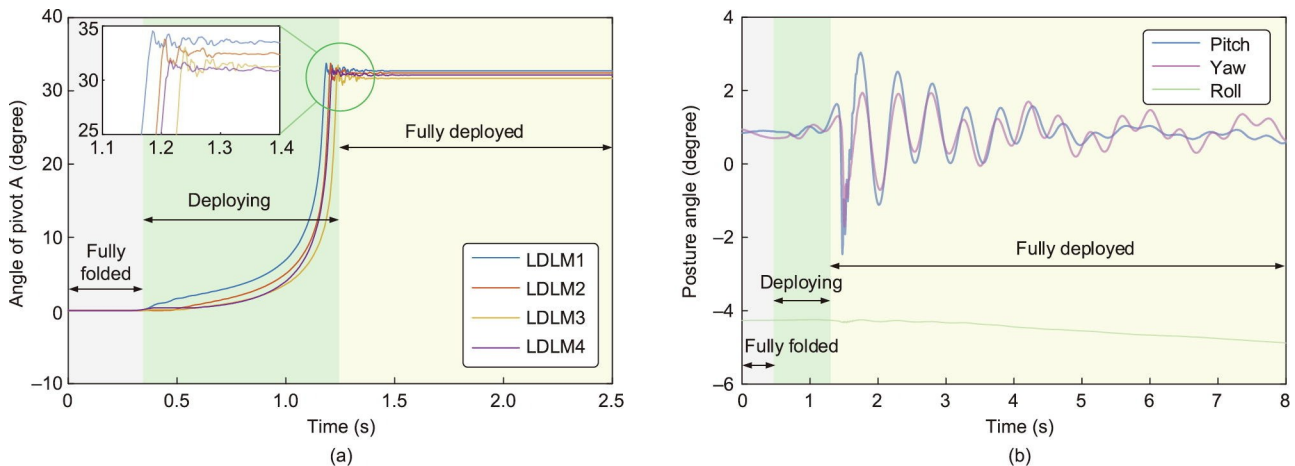 40
30
20
10
0
–10
Angle of pivot A (degree)
35
33
31
25
1.1
1.2
1.3
1.4
Fully deployed
Deploying
Fully
folded
LDLM1
LDLM2
LDLM3
LDLM4
0
0.5
1.0
1.5
2.0
2.5
Time (s)
(a)
4
2
0
–2
–4
–6
Posture angle (degree)
Pitch
Yaw
Roll
Fully deployed
Deploying
Fully folded
0
1
2
3
4
5
6
7
8
Time (s)
(b)